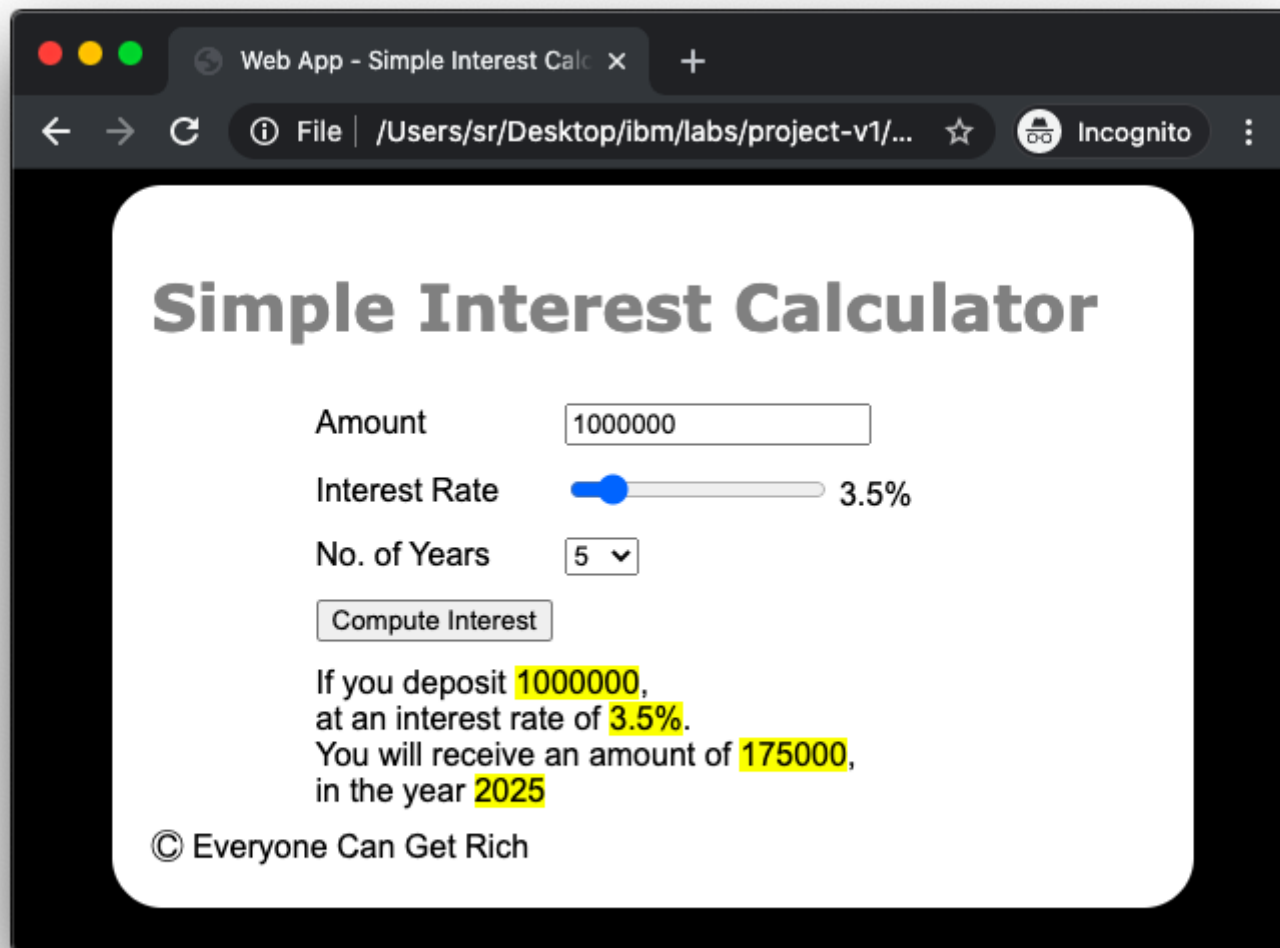 Web App - Simple Interest Calc
File /Users/sr/Desktop/ibm/labs/project-v1/... Incognito
Simple Interest Calculator
Amount 1000000
Interest Rate 3.5%
No. of Years 5
Compute Interest
If you deposit 1000000,
at an interest rate of 3.5%.
You will receive an amount of 175000,
in the year 2025
© Everyone Can Get Rich